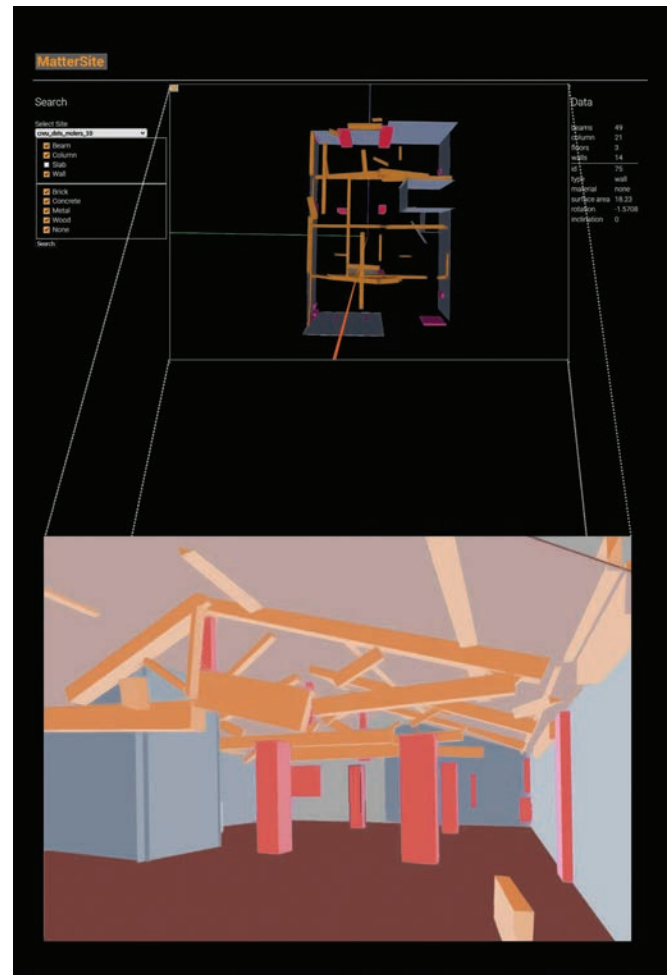 MatterSite
Search
Select Site
creu_dels_molers_30
Beam
Column
Slab
Wall
Brick
Concrete
Metal
Wood
None
Search
Data
beams 49
column 21
floors 3
walls 14
id 75
type wall
material none
surface area 18.23
rotation -1.5708
inclination 0